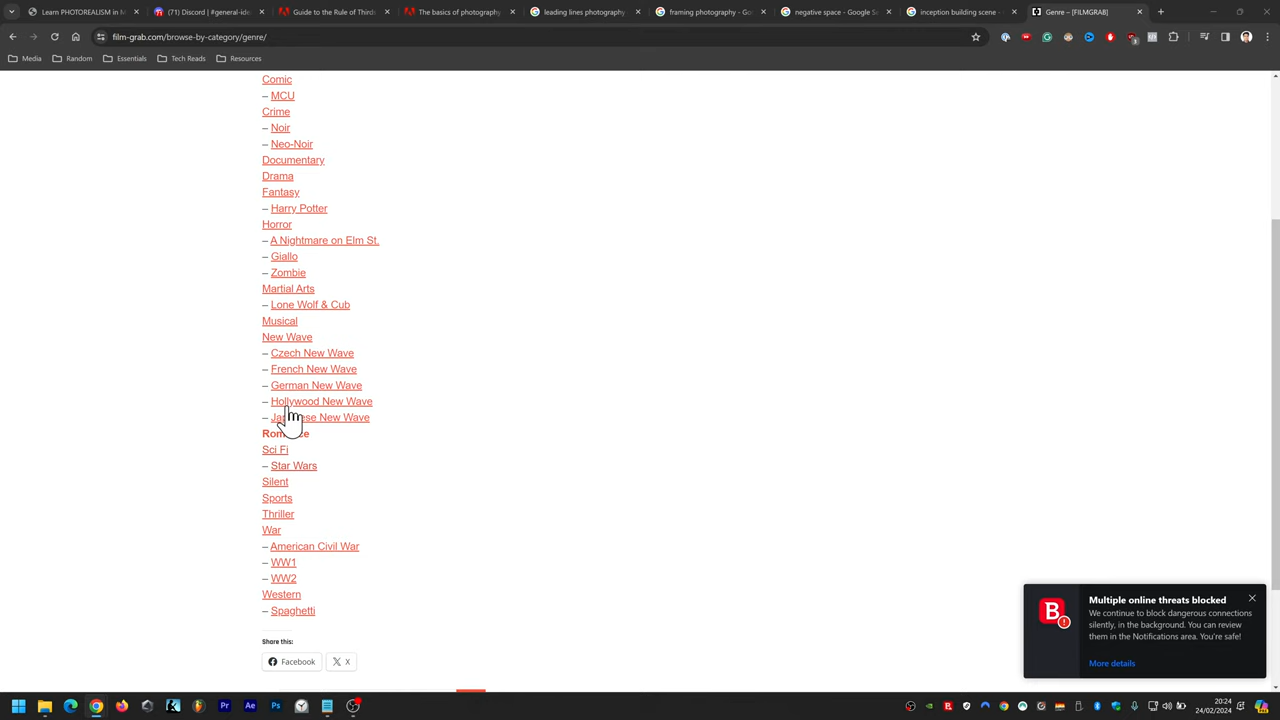 Learn PHOTOREALISM in M
(71) Discord | #general-ide
Guide to the Rule of Thirds
The basics of photography
leading lines photography
framing photography - Go
negative space - Google Se
inception building scene -
Genre – [FILMGRAB]
film-grab.com/browse-by-category/genre/
Media
Random
Essentials
Tech Reads
Resources
Comic
– MCU
Crime
– Noir
– Neo-Noir
Documentary
Drama
Fantasy
– Harry Potter
Horror
– A Nightmare on Elm St.
– Giallo
– Zombie
Martial Arts
– Lone Wolf & Cub
Musical
New Wave
– Czech New Wave
– French New Wave
– German New Wave
– Hollywood New Wave
New Wave
Sci Fi
– Star Wars
Silent
Sports
Thriller
War
– American Civil War
– WW1
– WW2
Western
– Spaghetti
Share this:
Facebook
X
Multiple online threats blocked
We continue to block dangerous connections
silently, in the background. You can review
them in the Notifications area. You're safe!
More details
20:24
24/02/2024